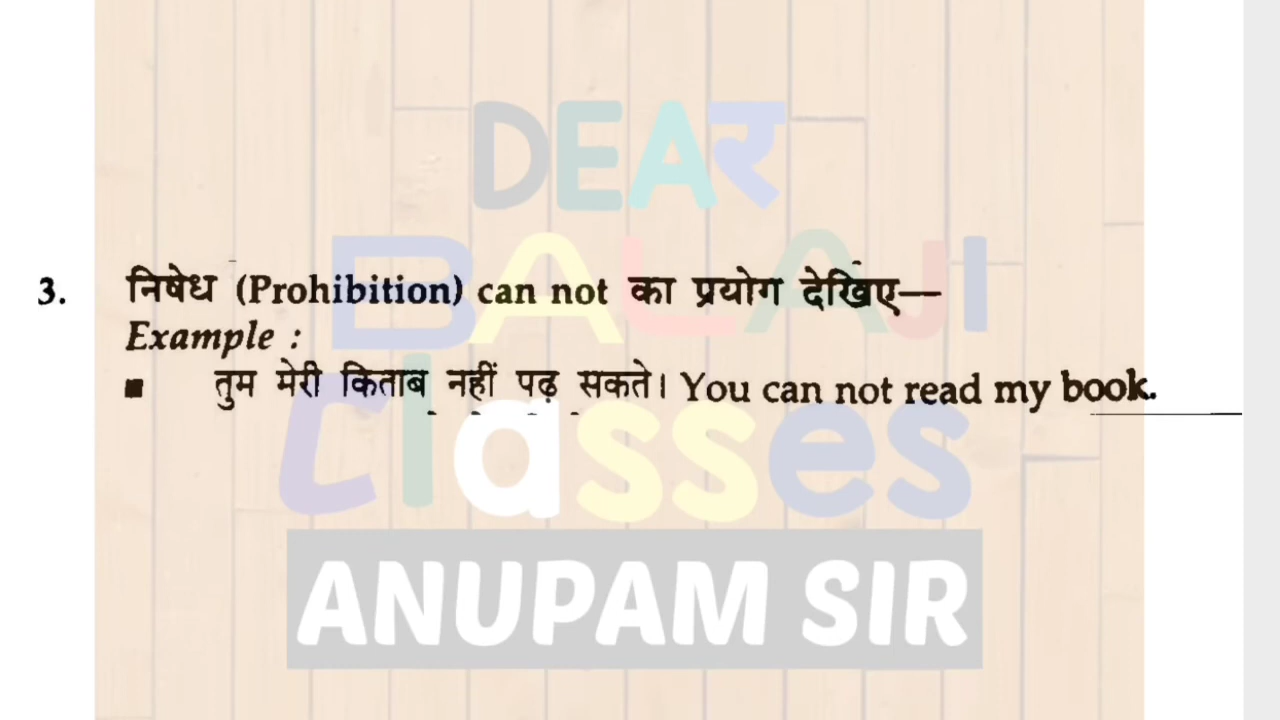 DEAर
BALAJI
3. निषेध (Prohibition) can not का प्रयोग देखिए—
Example :
■ तुम मेरी किताब नहीं पढ़ सकते। You can not read my book.
Classes
ANUPAM SIR